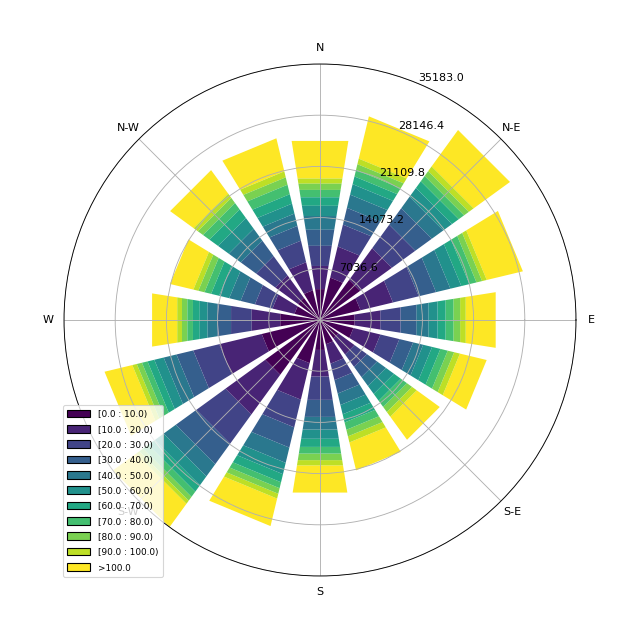 N
35183.0
N-W
28146.4
N-E
21109.8
14073.2
7036.6
W
E
[0.0 : 10.0)
[10.0 : 20.0)
[20.0 : 30.0)
[30.0 : 40.0)
[40.0 : 50.0)
[50.0 : 60.0)
[60.0 : 70.0)
[70.0 : 80.0)
[80.0 : 90.0)
[90.0 : 100.0)
>100.0
S-W
S-E
S